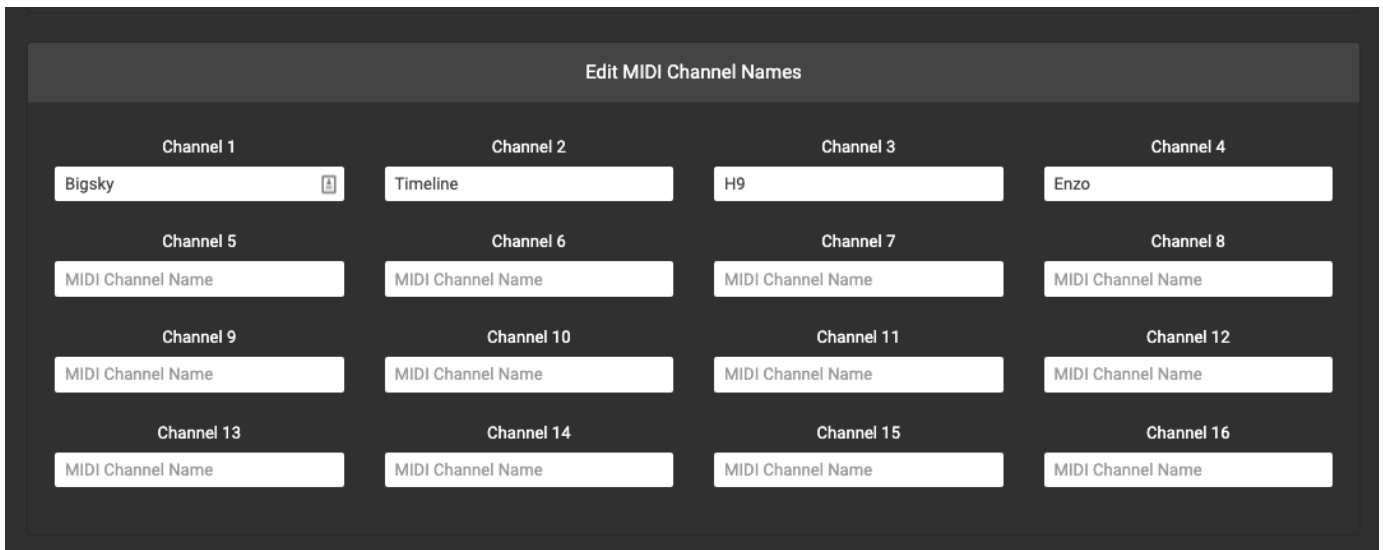 Edit MIDI Channel Names
Channel 1 Channel 2 Channel 3 Channel 4
Bigsky Timeline H9 Enzo
Channel 5 Channel 6 Channel 7 Channel 8
MIDI Channel Name MIDI Channel Name MIDI Channel Name MIDI Channel Name
Channel 9 Channel 10 Channel 11 Channel 12
MIDI Channel Name MIDI Channel Name MIDI Channel Name MIDI Channel Name
Channel 13 Channel 14 Channel 15 Channel 16
MIDI Channel Name MIDI Channel Name MIDI Channel Name MIDI Channel Name